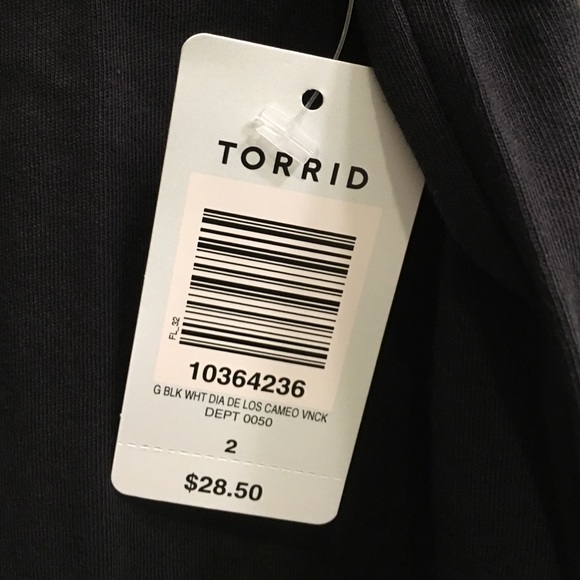 TORRID
FL_32
10364236
G BLK WHT DIA DE LOS CAMEO VNCK
DEPT 0050
2
$28.50